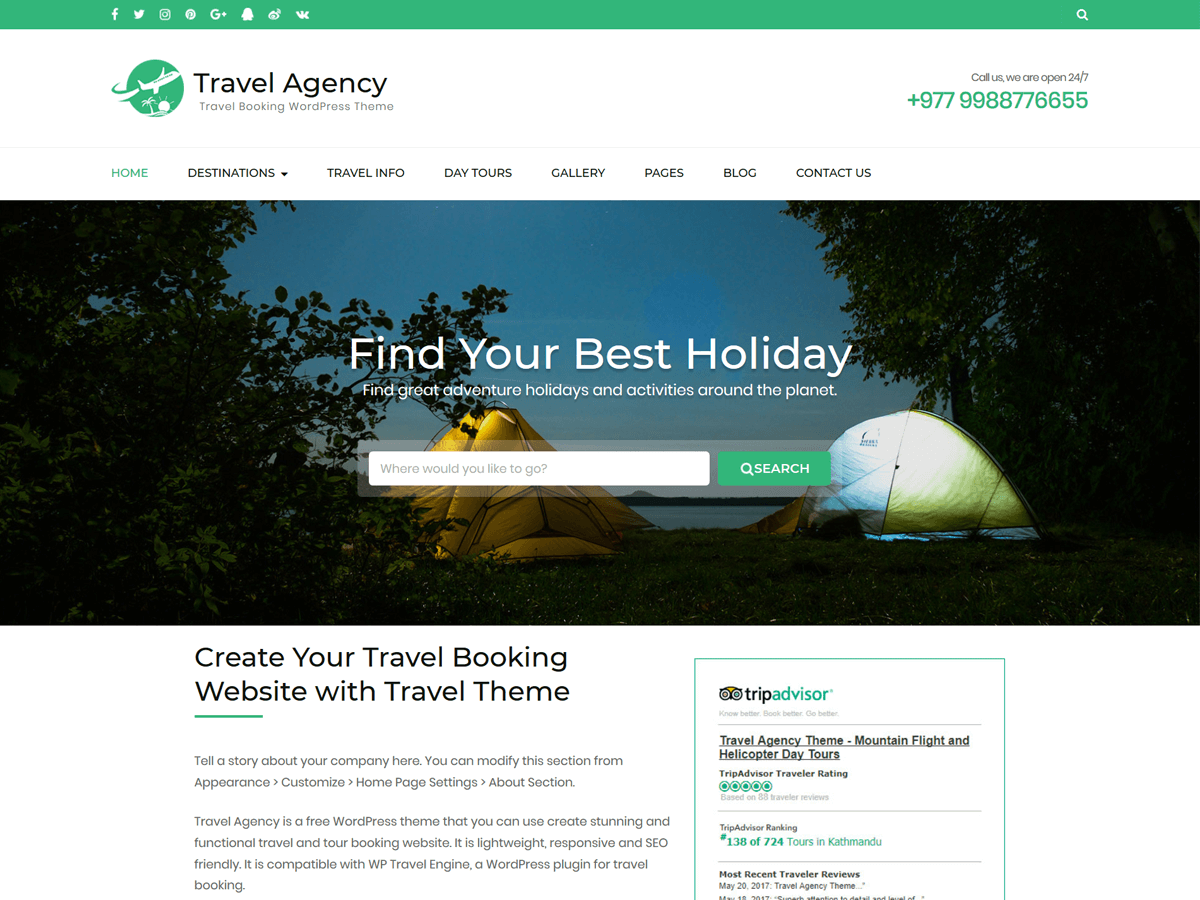 Travel Agency
Travel Booking WordPress Theme
Call us, we are open 24/7
+977 9988776655
HOME DESTINATIONS TRAVEL INFO DAY TOURS GALLERY PAGES BLOG CONTACT US
Find Your Best Holiday
Find great adventure holidays and activities around the planet.
Where would you like to go?
SEARCH
Create Your Travel Booking
Website with Travel Theme
Tell a story about your company here. You can modify this section from
Appearance > Customize > Home Page Settings > About Section.
Travel Agency is a free WordPress theme that you can use create stunning and
functional travel and tour booking website. It is lightweight, responsive and SEO
friendly. It is compatible with WP Travel Engine, a WordPress plugin for travel
booking.
tripadvisor®
Know better. Book better. Go better.
Travel Agency Theme - Mountain Flight and
Helicopter Day Tours
TripAdvisor Traveler Rating
Based on 88 traveler reviews
TripAdvisor Ranking
#138 of 724 Tours in Kathmandu
Most Recent Traveler Reviews
May 20, 2017: Travel Agency Theme..."
May 18, 2017: "Superb attention to detail and level of..."